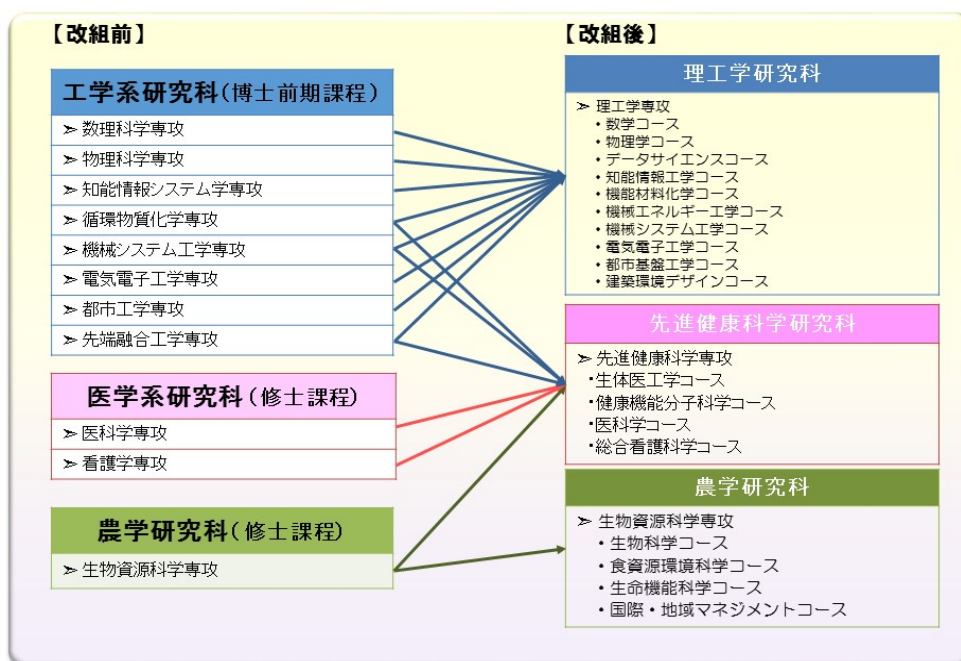 【改組前】
工学系研究科(博士前期課程)
➢ 数理科学専攻
➢ 物理科学専攻
➢ 知能情報システム学専攻
➢ 循環物質化学専攻
➢ 機械システム工学専攻
➢ 電気電子工学専攻
➢ 都市工学専攻
➢ 先端融合工学専攻
医学系研究科(修士課程)
➢ 医科学専攻
➢ 看護学専攻
農学研究科(修士課程)
➢ 生物資源科学専攻
【改組後】
理工学研究科
➢ 理工学専攻
・数学コース
・物理学コース
・データサイエンスコース
・知能情報工学コース
・機能材料化学コース
・機械エネルギー工学コース
・機械システム工学コース
・電気電子工学コース
・都市基盤工学コース
・建築環境デザインコース
先進健康科学研究科
➢ 先進健康科学専攻
・生体医工学コース
・健康機能分子科学コース
・医科学コース
・総合看護科学コース
農学研究科
➢ 生物資源科学専攻
・生物科学コース
・食資源環境科学コース
・生命機能科学コース
・国際・地域マネジメントコース